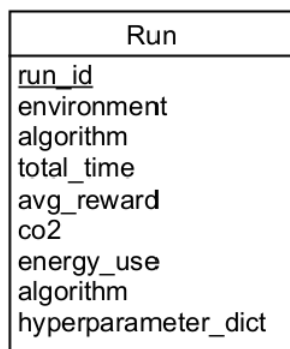 Run
run_id
environment
algorithm
total_time
avg_reward
co2
energy_use
algorithm
hyperparameter_dict